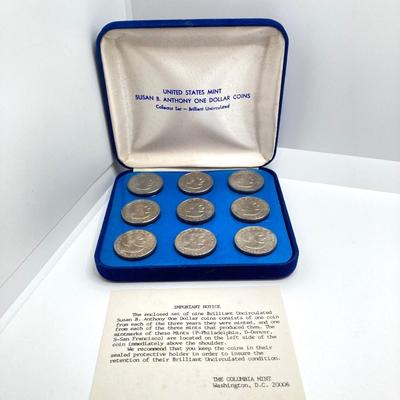 UNITED STATES MINT
SUSAN B. ANTHONY ONE DOLLAR COINS
Collector Set — Brilliant Uncirculated
IMPORTANT NOTICE
The enclosed set of nine Brilliant Uncirculated
Susan B. Anthony One Dollar coins consists of one coin
from each of the three years they were minted, and one
from each of the three mints that produced them. The
mintmarks of these Mints (P-Philadelphia, D-Denver,
S-San Francisco) are located on the left side of the
coin immediately above the shoulder.
We recommend that you keep the coins in their
sealed protective holder in order to insure the
retention of their Brilliant Uncirculated condition.
THE COLUMBIA MINT
Washington, D.C. 20006